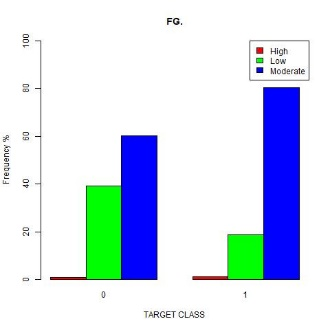 FG.
High
Low
Moderate
Frequency %
100
80
60
40
20
0
0 1
TARGET CLASS